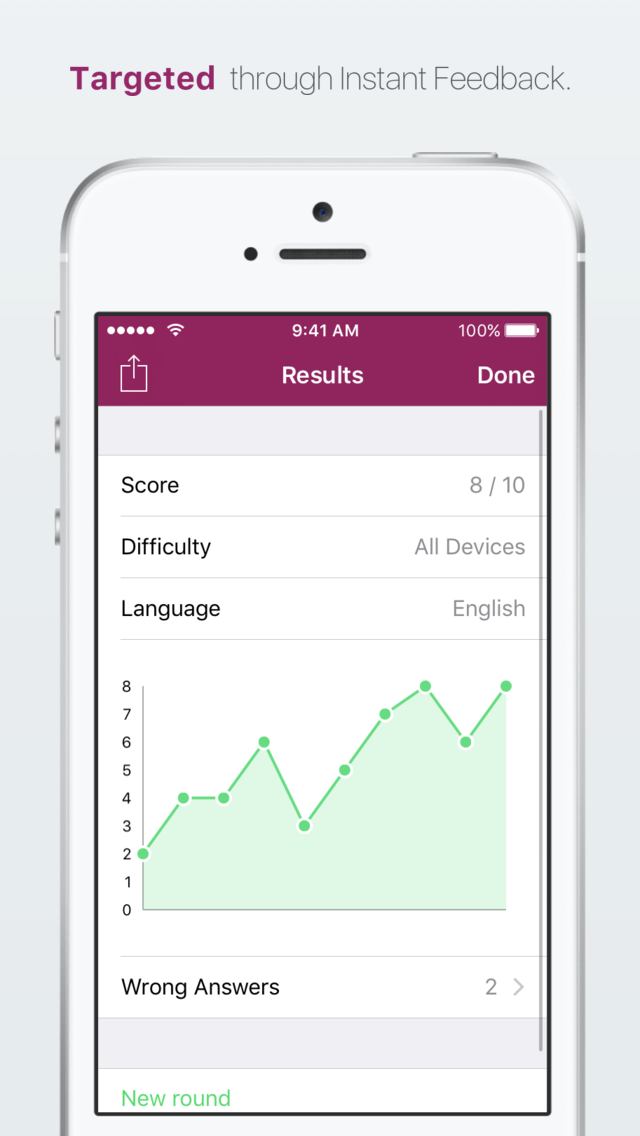 Targeted through Instant Feedback.
9:41 AM 100%
Results Done
Score 8 / 10
Difficulty All Devices
Language English
8
7
6
5
4
3
2
1
0
Wrong Answers 2
New round